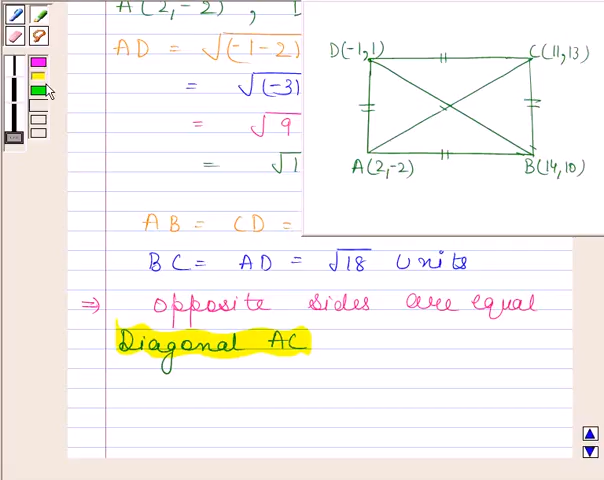 A(2,-2) ,
AD = √(-1-2)
= √(-3)
= √9
= √1
AB = CD =
BC = AD = √18 Units
⇒ opposite sides are equal
Diagonal AC
D(-1,1) C(11,13)
A(2,-2) B(14,10)